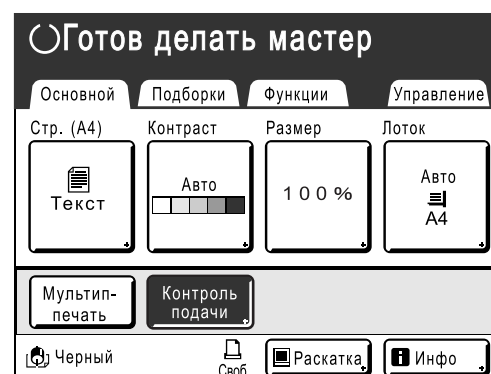 Готов делать мастер
Основной Подборки Функции Управление
Стр. (A4) Контраст Размер Лоток
Текст
Авто
100%
Авто
A4
Мультип-
печать
Контроль
подачи
Черный
Своб
Раскатка
Инфо